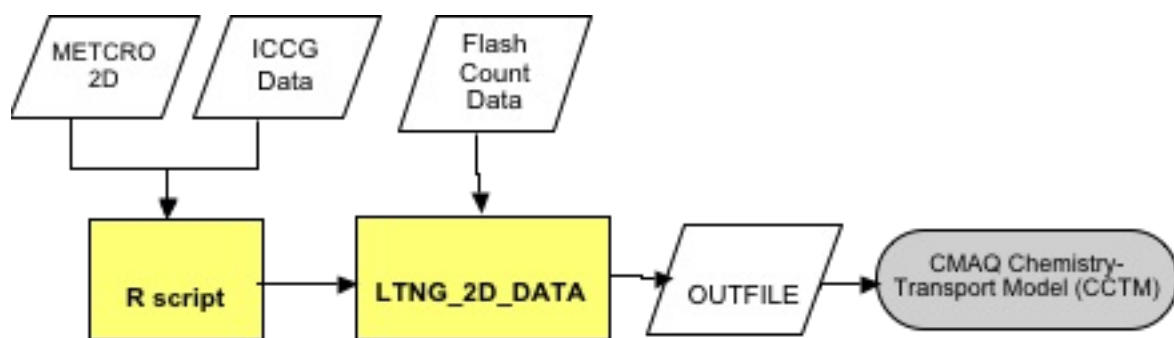 METCRO
2D
ICCG
Data
Flash
Count
Data
R script
LTNG_2D_DATA
OUTFILE
CMAQ Chemistry-
Transport Model (CCTM)